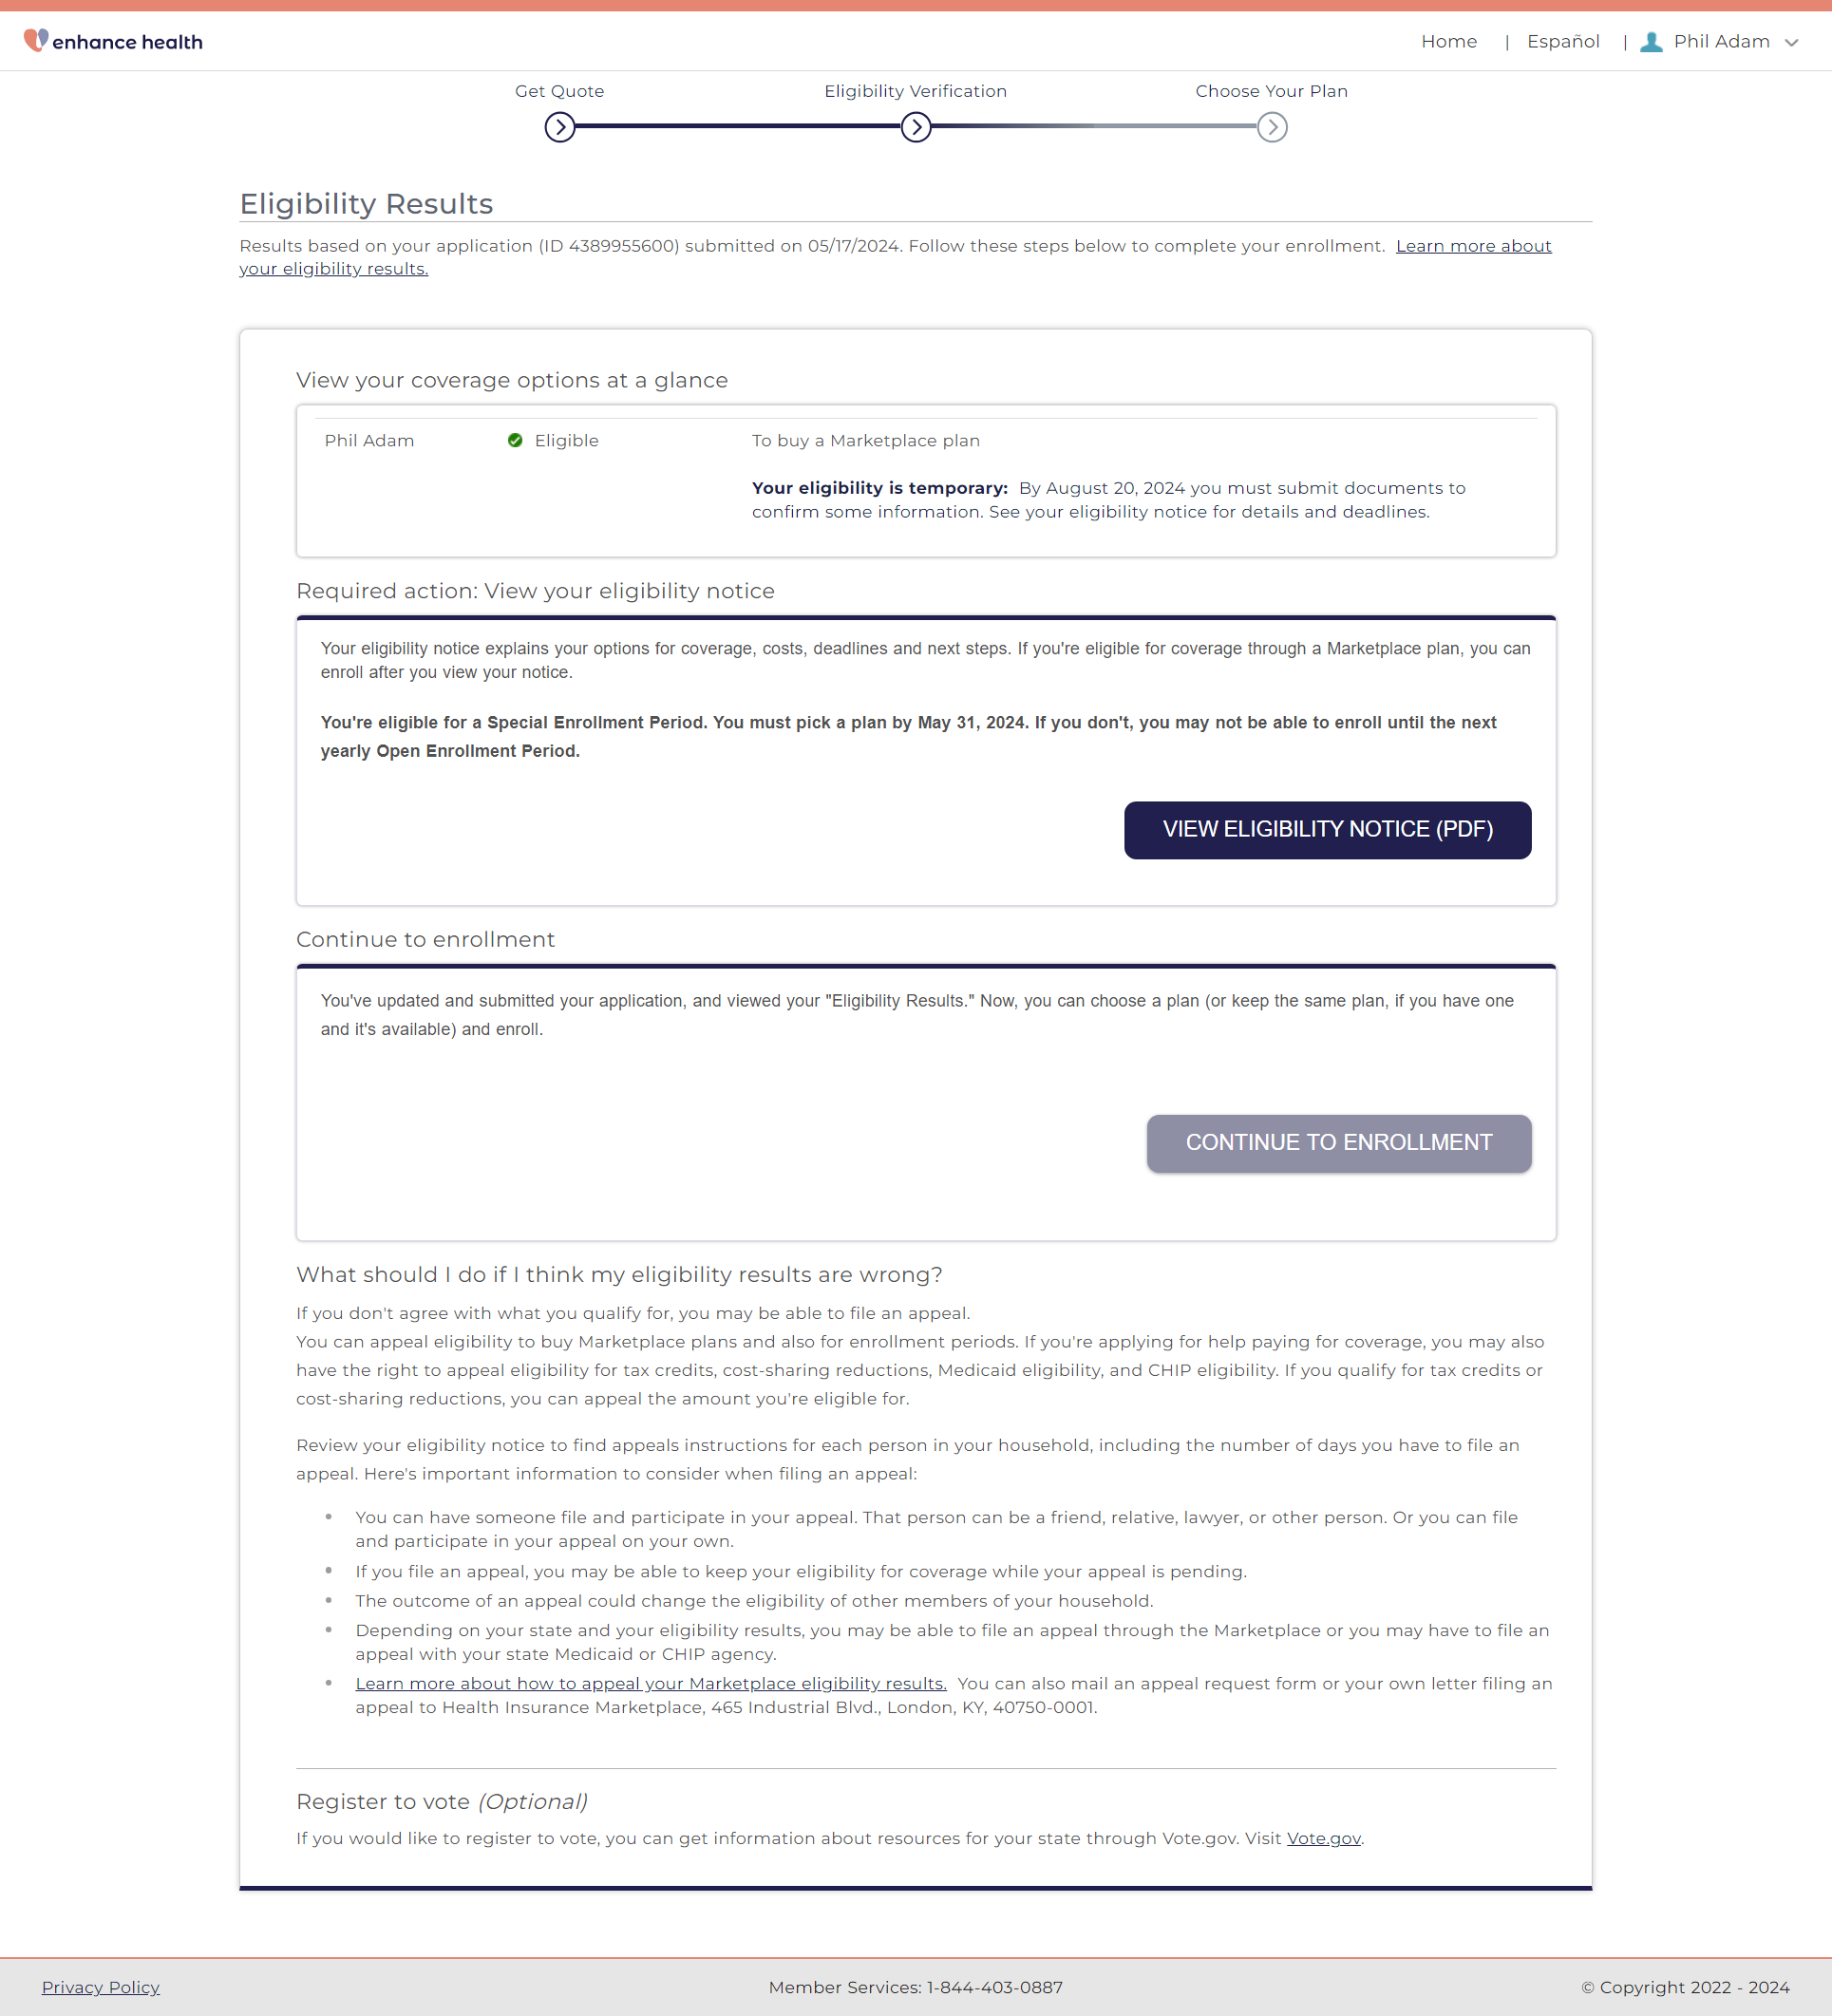 enhance health
Home | Español | Phil Adam
Get Quote
Eligibility Verification
Choose Your Plan
Eligibility Results
Results based on your application (ID 4389955600) submitted on 05/17/2024. Follow these steps below to complete your enrollment. Learn more about
your eligibility results.
View your coverage options at a glance
Phil Adam
Eligible
To buy a Marketplace plan
Your eligibility is temporary: By August 20, 2024 you must submit documents to
confirm some information. See your eligibility notice for details and deadlines.
Required action: View your eligibility notice
Your eligibility notice explains your options for coverage, costs, deadlines and next steps. If you're eligible for coverage through a Marketplace plan, you can
enroll after you view your notice.
You're eligible for a Special Enrollment Period. You must pick a plan by May 31, 2024. If you don't, you may not be able to enroll until the next
yearly Open Enrollment Period.
VIEW ELIGIBILITY NOTICE (PDF)
Continue to enrollment
You've updated and submitted your application, and viewed your "Eligibility Results." Now, you can choose a plan (or keep the same plan, if you have one
and it's available) and enroll.
CONTINUE TO ENROLLMENT
What should I do if I think my eligibility results are wrong?
If you don't agree with what you qualify for, you may be able to file an appeal.
You can appeal eligibility to buy Marketplace plans and also for enrollment periods. If you're applying for help paying for coverage, you may also
have the right to appeal eligibility for tax credits, cost-sharing reductions, Medicaid eligibility, and CHIP eligibility. If you qualify for tax credits or
cost-sharing reductions, you can appeal the amount you're eligible for.
Review your eligibility notice to find appeals instructions for each person in your household, including the number of days you have to file an
appeal. Here's important information to consider when filing an appeal:
• You can have someone file and participate in your appeal. That person can be a friend, relative, lawyer, or other person. Or you can file
and participate in your appeal on your own.
• If you file an appeal, you may be able to keep your eligibility for coverage while your appeal is pending.
• The outcome of an appeal could change the eligibility of other members of your household.
• Depending on your state and your eligibility results, you may be able to file an appeal through the Marketplace or you may have to file an
appeal with your state Medicaid or CHIP agency.
• Learn more about how to appeal your Marketplace eligibility results. You can also mail an appeal request form or your own letter filing an
appeal to Health Insurance Marketplace, 465 Industrial Blvd., London, KY, 40750-0001.
Register to vote (Optional)
If you would like to register to vote, you can get information about resources for your state through Vote.gov. Visit Vote.gov.
Privacy Policy
Member Services: 1-844-403-0887
© Copyright 2022 - 2024